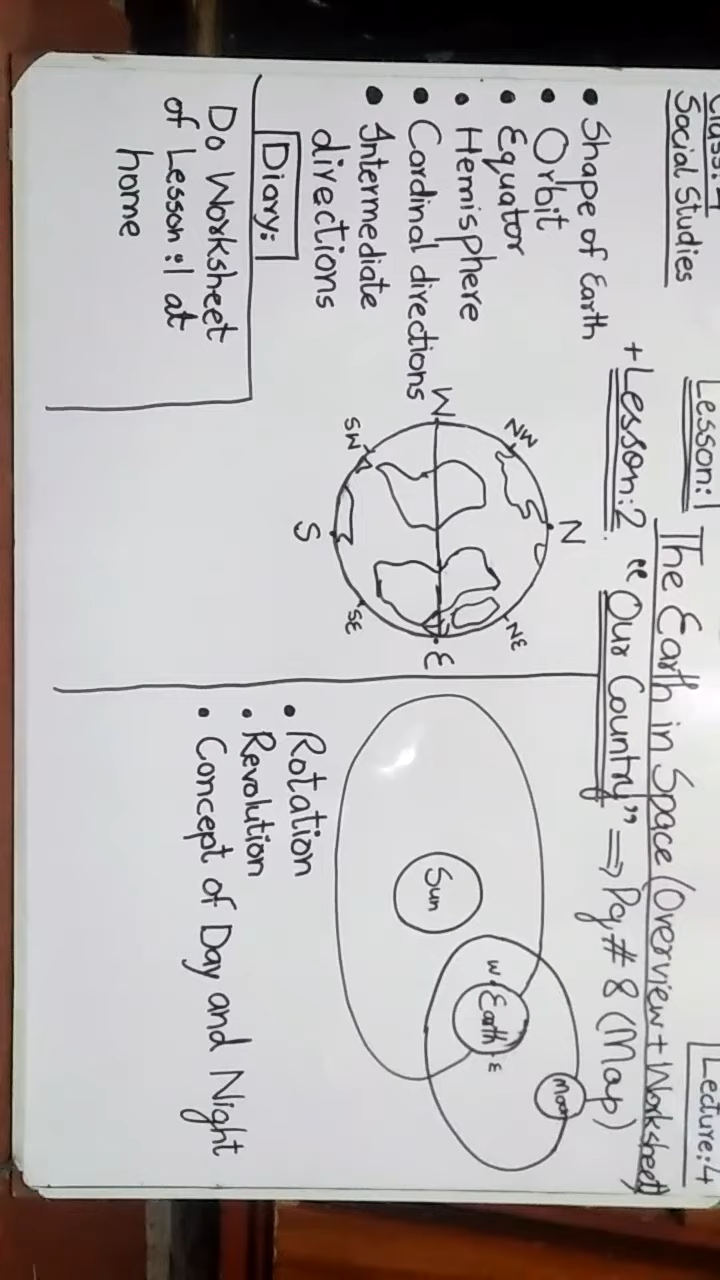 Class: 4
Social Studies
Lesson:1 The Earth in Space (Overview + Worksheet)
Lecture:4
+ Lesson:2 "Our Country" ⇒ Pg # 8 (Map)
• Shape of Earth
• Orbit
• Equator
• Hemisphere
• Cardinal directions
• Intermediate
directions
Diary:
Do Worksheet
of Lesson:1 at
home
N
NW
NE
W
E
SW
SE
S
Sun
W Earth E
Moon
• Rotation
• Revolution
• Concept of Day and Night